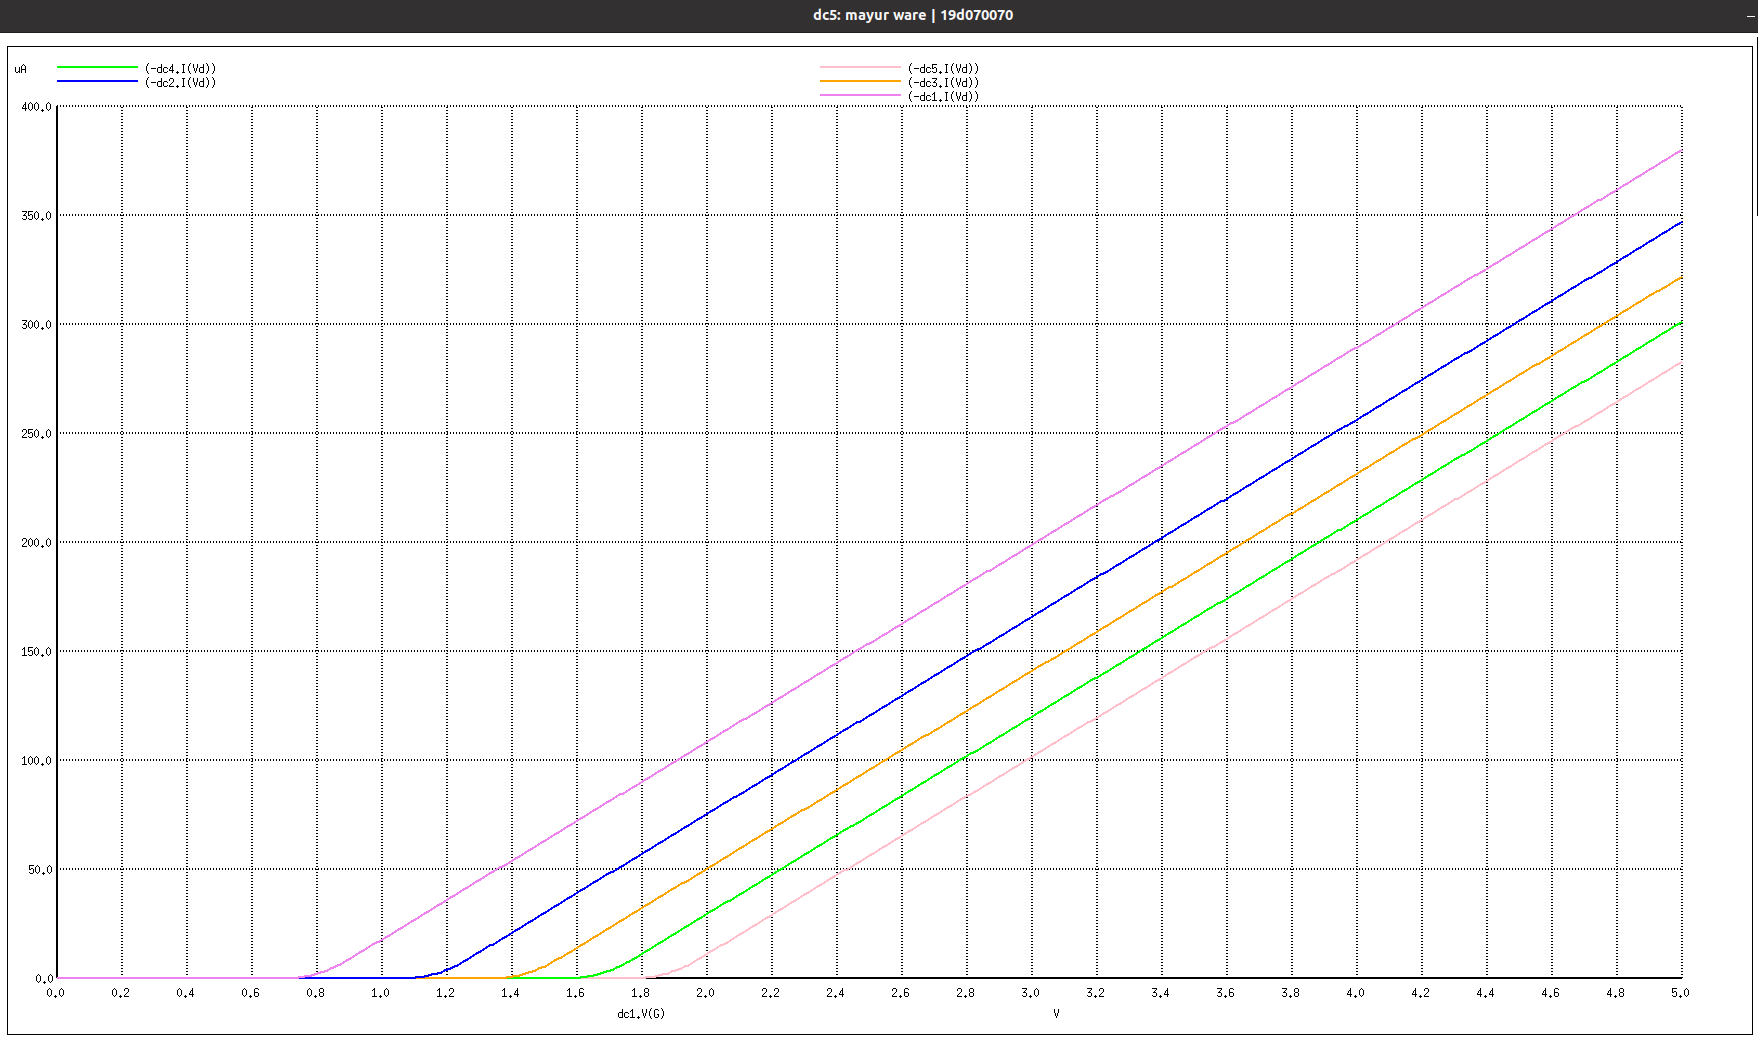 dc5: mayur ware | 19d070070
uA
(-dc4.I(Vd))
(-dc5.I(Vd))
(-dc2.I(Vd))
(-dc3.I(Vd))
(-dc1.I(Vd))
400.0
350.0
300.0
250.0
200.0
150.0
100.0
50.0
0.0
0.0 0.2 0.4 0.6 0.8 1.0 1.2 1.4 1.6 1.8 2.0 2.2 2.4 2.6 2.8 3.0 3.2 3.4 3.6 3.8 4.0 4.2 4.4 4.6 4.8 5.0
dc1.V(G) V